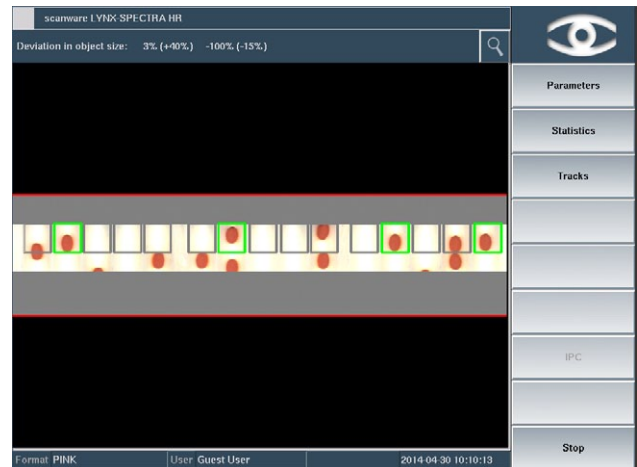 scanware LYNX-SPECTRA HR
Deviation in object size: 3% (+40%) -100% (-15%)
Parameters
Statistics
Tracks
IPC
Stop
Format PINK User Guest User 2014-04-30 10:10:13